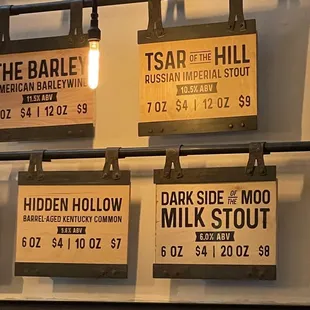 THE BARLEY
AMERICAN BARLEYWINE
11.5% ABV
OZ $4 | 12 OZ $9
TSAR OF THE HILL
RUSSIAN IMPERIAL STOUT
10.5% ABV
7 OZ $4 | 12 OZ $9
HIDDEN HOLLOW
BARREL-AGED KENTUCKY COMMON
5.6% ABV
6 OZ $4 | 10 OZ $7
DARK SIDE OF THE MOO
MILK STOUT
6.0% ABV
6 OZ $4 | 20 OZ $8